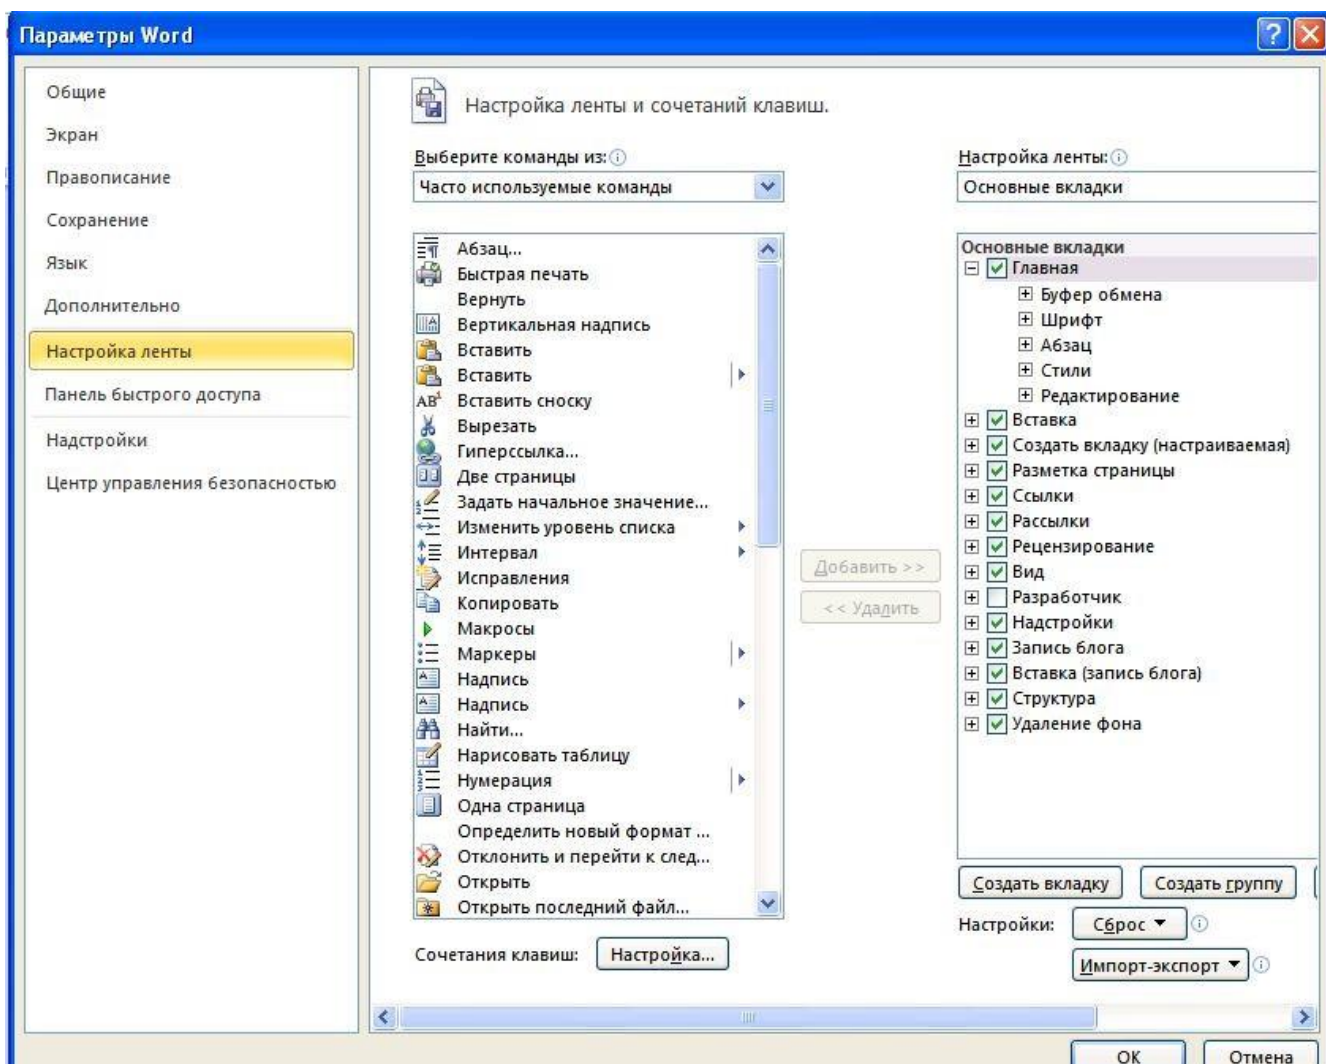 Параметры Word
Общие
Экран
Правописание
Сохранение
Язык
Дополнительно
Настройка ленты
Панель быстрого доступа
Надстройки
Центр управления безопасностью
Настройка ленты и сочетаний клавиш.
Выберите команды из:
Часто используемые команды
Абзац...
Быстрая печать
Вернуть
Вертикальная надпись
Вставить
Вставить
Вставить сноску
Вырезать
Гиперссылка...
Две страницы
Задать начальное значение...
Изменить уровень списка
Интервал
Исправления
Копировать
Макросы
Маркеры
Надпись
Надпись
Найти...
Нарисовать таблицу
Нумерация
Одна страница
Определить новый формат ...
Отклонить и перейти к след...
Открыть
Открыть последний файл...
Сочетания клавиш: Настройка...
Добавить >>
<< Удалить
Настройка ленты:
Основные вкладки
Основные вкладки
Главная
Буфер обмена
Шрифт
Абзац
Стили
Редактирование
Вставка
Создать вкладку (настраиваемая)
Разметка страницы
Ссылки
Рассылки
Рецензирование
Вид
Разработчик
Надстройки
Запись блога
Вставка (запись блога)
Структура
Удаление фона
Создать вкладку Создать группу
Настройки: Сброс
Импорт-экспорт
ОК Отмена